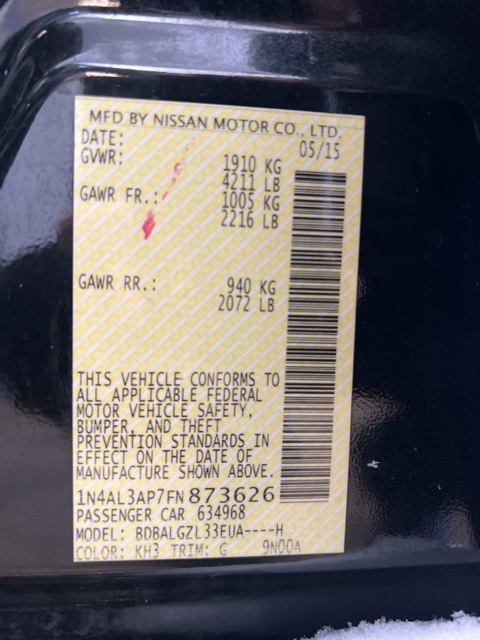 MFD BY NISSAN MOTOR CO., LTD.
DATE: 05/15
GVWR: 1910 KG
4211 LB
GAWR FR.: 1005 KG
2216 LB
GAWR RR.: 940 KG
2072 LB
THIS VEHICLE CONFORMS TO
ALL APPLICABLE FEDERAL
MOTOR VEHICLE SAFETY,
BUMPER, AND THEFT
PREVENTION STANDARDS IN
EFFECT ON THE DATE OF
MANUFACTURE SHOWN ABOVE.
1N4AL3AP7FN873626
PASSENGER CAR 634968
MODEL: BDBALGZL33EUA----H
COLOR: KH3 TRIM: G 9N00A